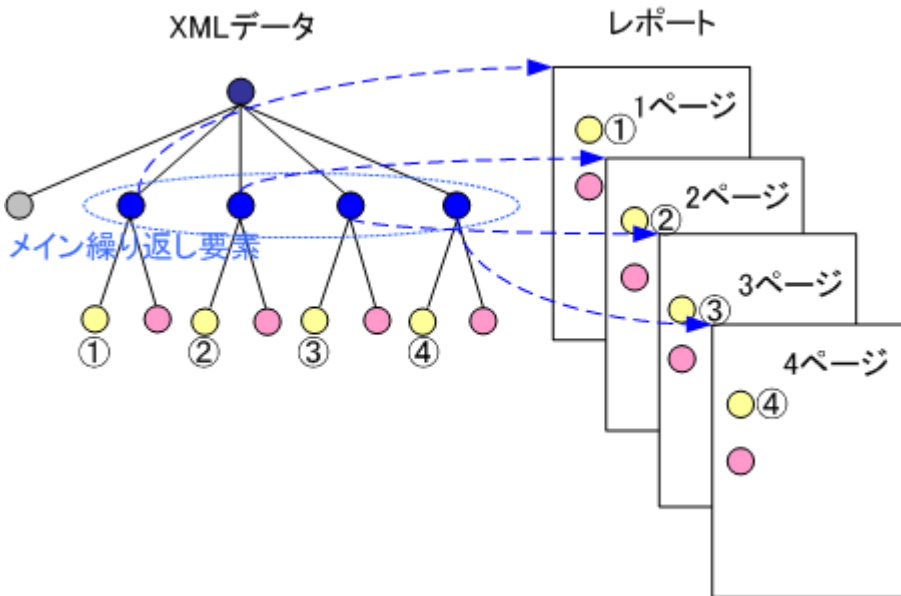 XMLデータ
レポート
1ページ
①
2ページ
②
メイン繰り返し要素
3ページ
③
① ② ③ ④
4ページ
④